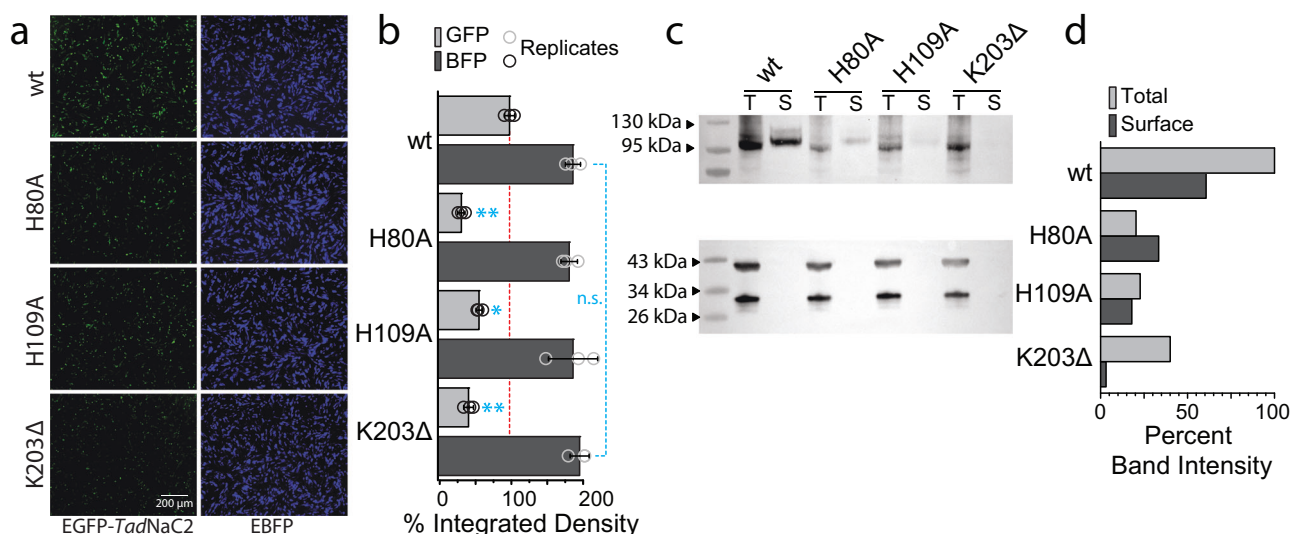 a
wt
H80A
H109A
K203Δ
200 µm
EGFP-TadNaC2
EBFP
b
GFP
BFP
Replicates
wt
H80A
**
H109A
*
n.s.
K203Δ
**
0 100 200
% Integrated Density
c
wt H80A H109A K203Δ
T S T S T S T S
130 kDa
95 kDa
43 kDa
34 kDa
26 kDa
d
Total
Surface
wt
H80A
H109A
K203Δ
0 50 100
Percent
Band Intensity